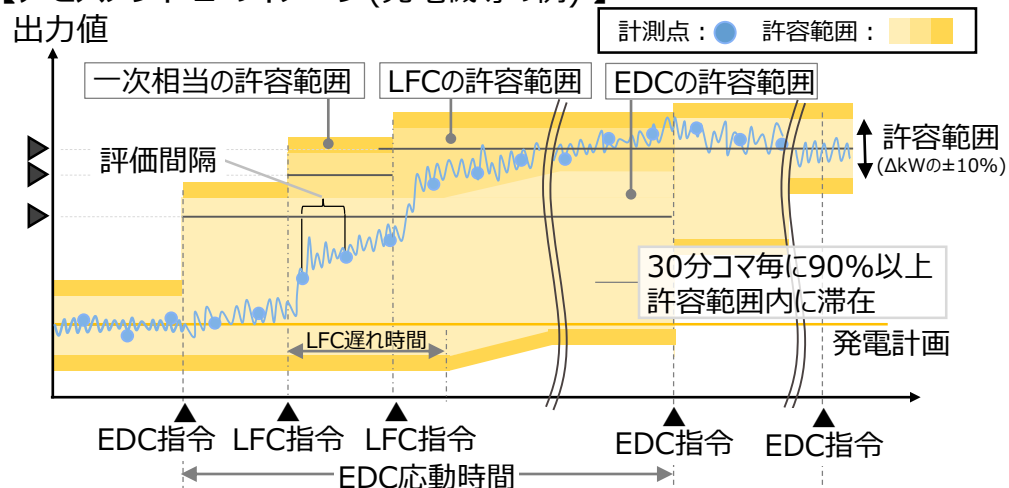 出力値
計測点：
許容範囲：
一次相当の許容範囲
LFCの許容範囲
EDCの許容範囲
評価間隔
許容範囲
(ΔkWの±10%)
30分コマ毎に90%以上
許容範囲内に滞在
LFC遅れ時間
発電計画
EDC指令
LFC指令
LFC指令
EDC指令
EDC指令
EDC応動時間